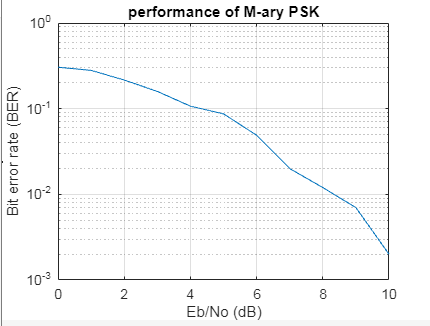 performance of M-ary PSK
10^0
10^-1
10^-2
10^-3
Bit error rate (BER)
0 2 4 6 8 10
Eb/No (dB)